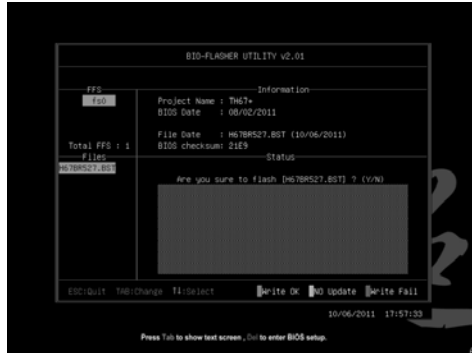 BIO-FLASHER UTILITY v2.01
FFS
fs0
Total FFS : 1
Files
H67BR527.BST
Information
Project Name : TH67+
BIOS Date : 08/02/2011
File Date : H67BR527.BST (10/06/2011)
BIOS checksum: 21E9
Status
Are you sure to flash [H67BR527.BST] ? (Y/N)
ESC:Quit TAB:Change ↑↓:Select Write OK NO Update Write Fail
10/06/2011 17:57:33
Press Tab to show text screen , Del to enter BIOS setup.